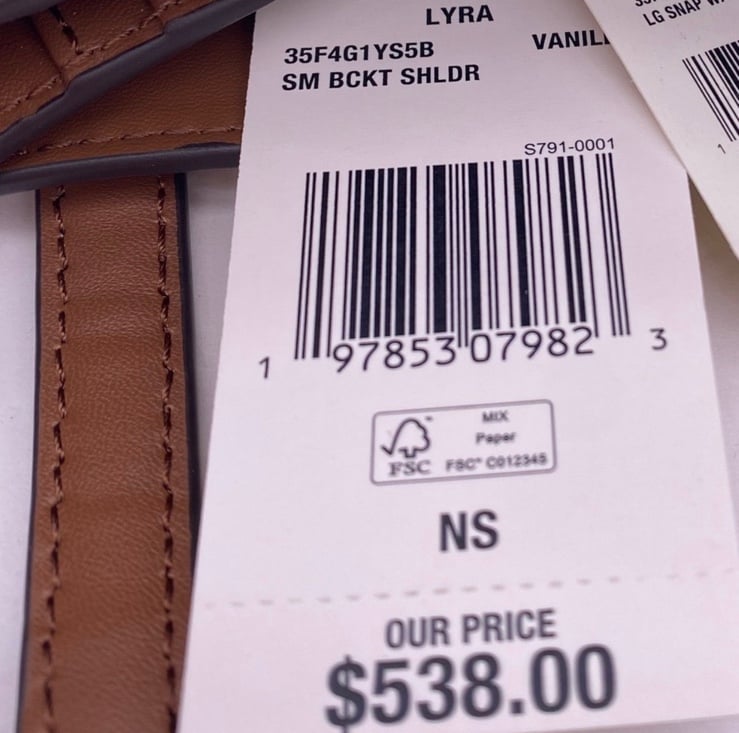 LYRA
35F4G1YS5B
SM BCKT SHLDR
LG SNAP
S791-0001
1 97853 07982 3
MIX
Paper
FSC FSC® C012345
NS
OUR PRICE
$538.00
1